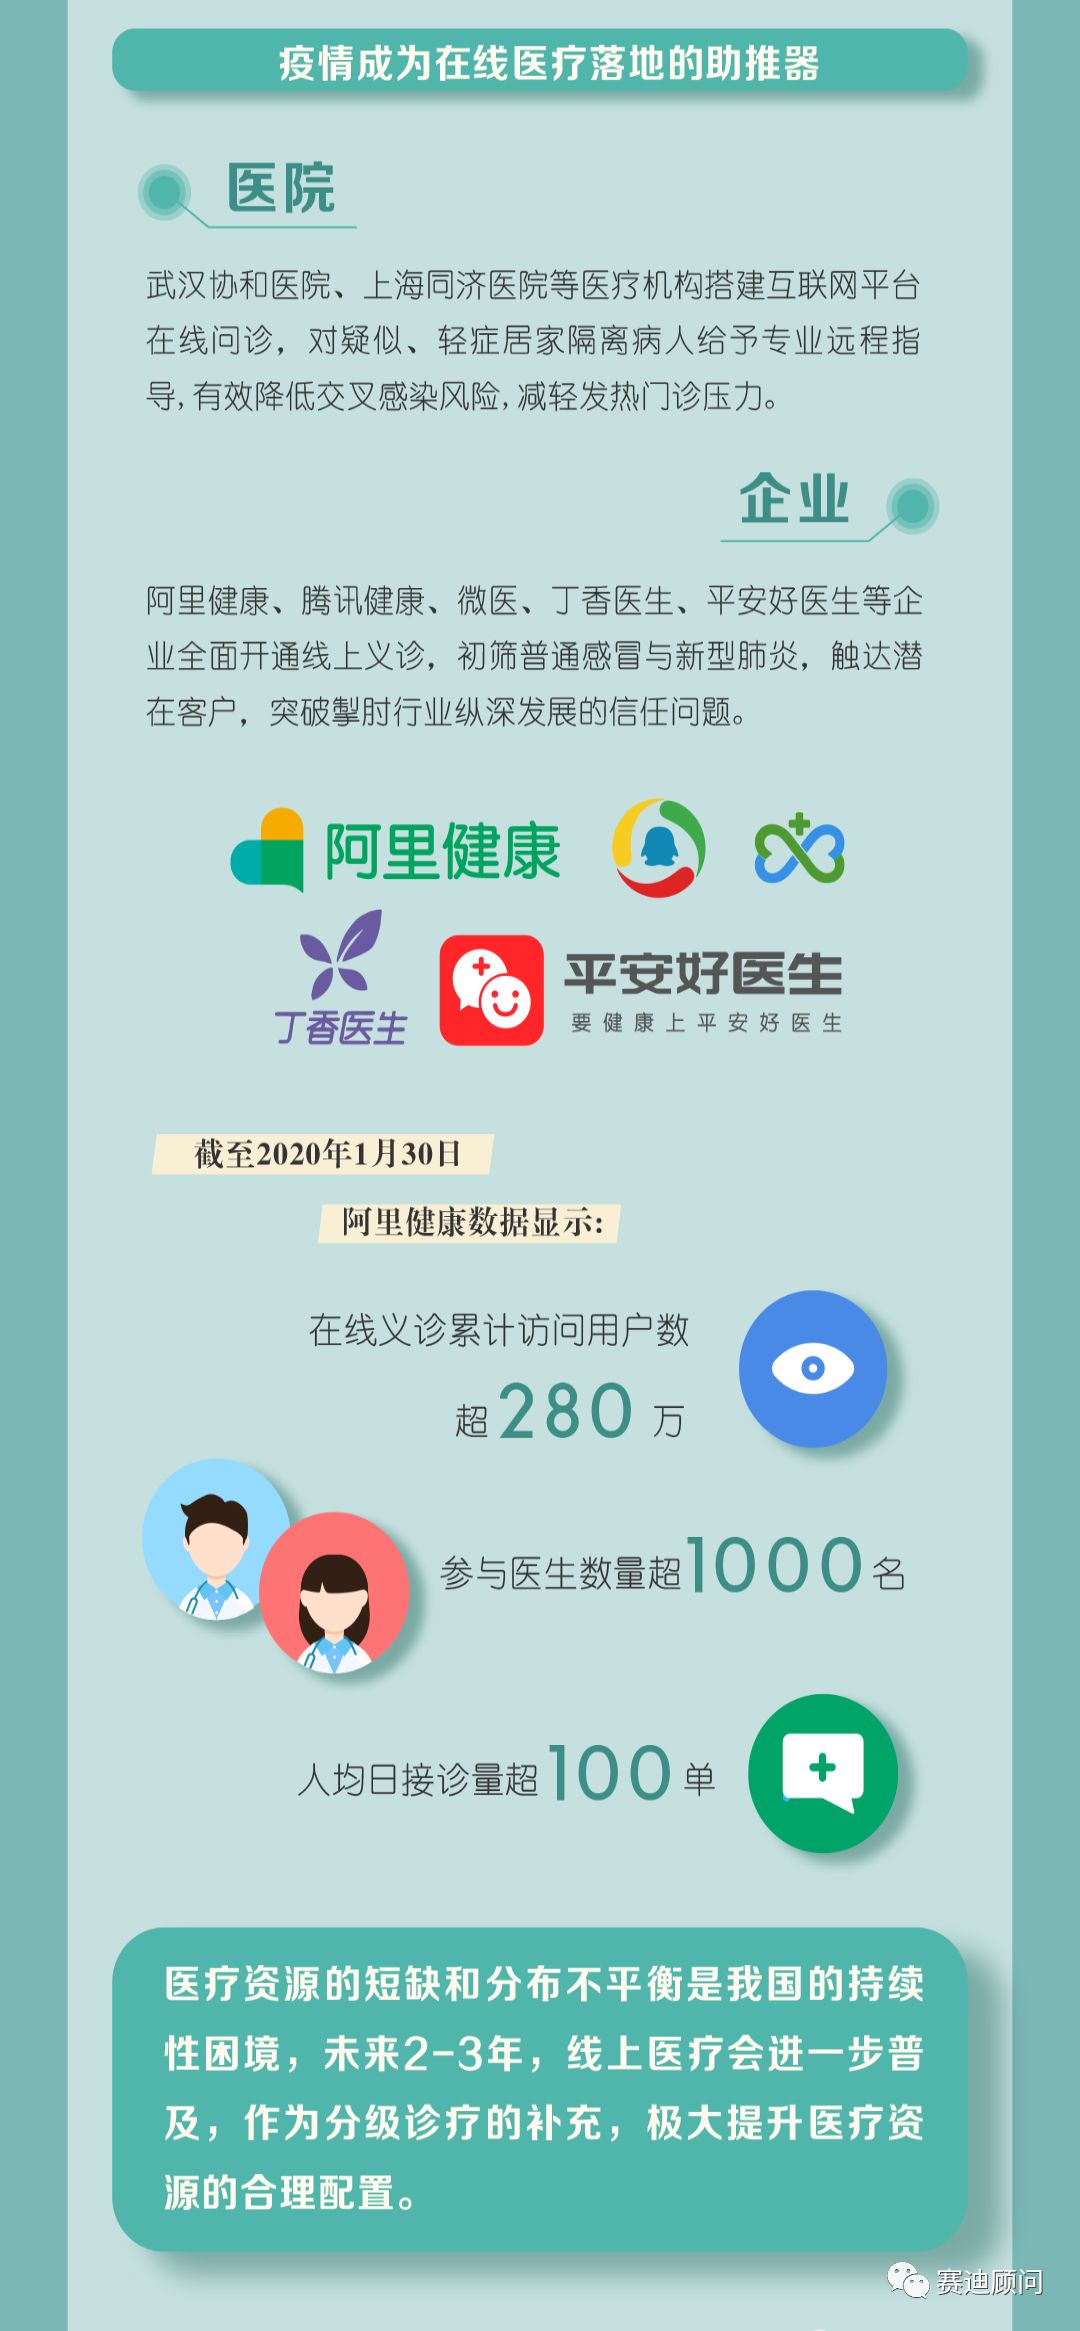 疫情成为在线医疗落地的助推器
医院
武汉协和医院、上海同济医院等医疗机构搭建互联网平台
在线问诊，对疑似、轻症居家隔离病人给予专业远程指
导,有效降低交叉感染风险,减轻发热门诊压力。
企业
阿里健康、腾讯健康、微医、丁香医生、平安好医生等企
业全面开通线上义诊，初筛普通感冒与新型肺炎，触达潜
在客户，突破掣肘行业纵深发展的信任问题。
阿里健康
丁香医生
平安好医生
要健康上平安好医生
截至2020年1月30日
阿里健康数据显示:
在线义诊累计访问用户数
超280万
参与医生数量超1000名
人均日接诊量超100单
医疗资源的短缺和分布不平衡是我国的持续
性困境，未来2-3年，线上医疗会进一步普
及，作为分级诊疗的补充，极大提升医疗资
源的合理配置。
赛迪顾问